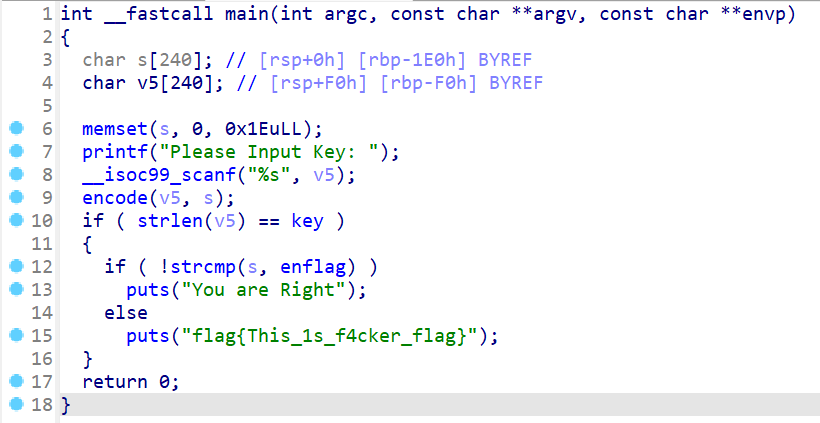 1 int __fastcall main(int argc, const char **argv, const char **envp)
2 {
3   char s[240]; // [rsp+0h] [rbp-1E0h] BYREF
4   char v5[240]; // [rsp+F0h] [rbp-F0h] BYREF
5
6   memset(s, 0, 0x1EuLL);
7   printf("Please Input Key: ");
8   __isoc99_scanf("%s", v5);
9   encode(v5, s);
10   if ( strlen(v5) == key )
11   {
12     if ( !strcmp(s, enflag) )
13       puts("You are Right");
14     else
15       puts("flag{This_1s_f4cker_flag}");
16   }
17   return 0;
18 }